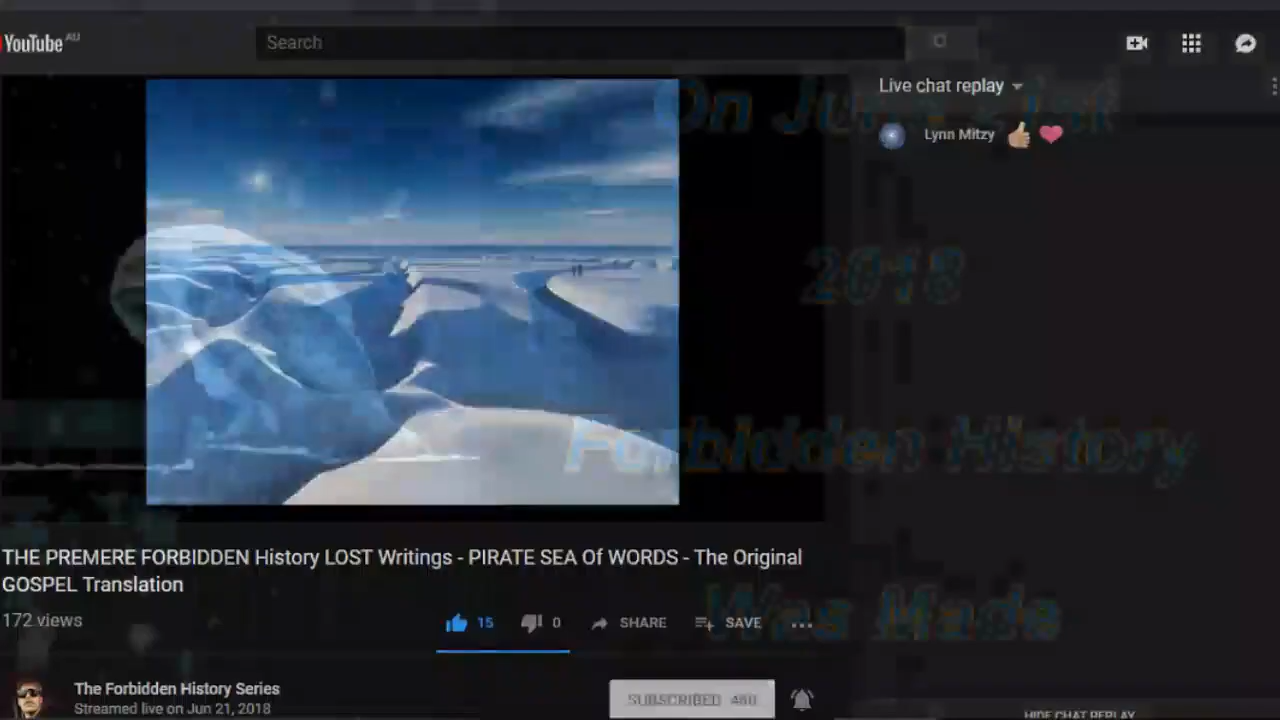 YouTube AU
Search
Live chat replay
On June 21st
Lynn Mitzy
2018
Forbidden History
THE PREMERE FORBIDDEN History LOST Writings - PIRATE SEA Of WORDS - The Original
GOSPEL Translation
Was Made
172 views
15
0
SHARE
SAVE
The Forbidden History Series
SUBSCRIBED
Streamed live on Jun 21, 2018
HIDE CHAT REPLAY